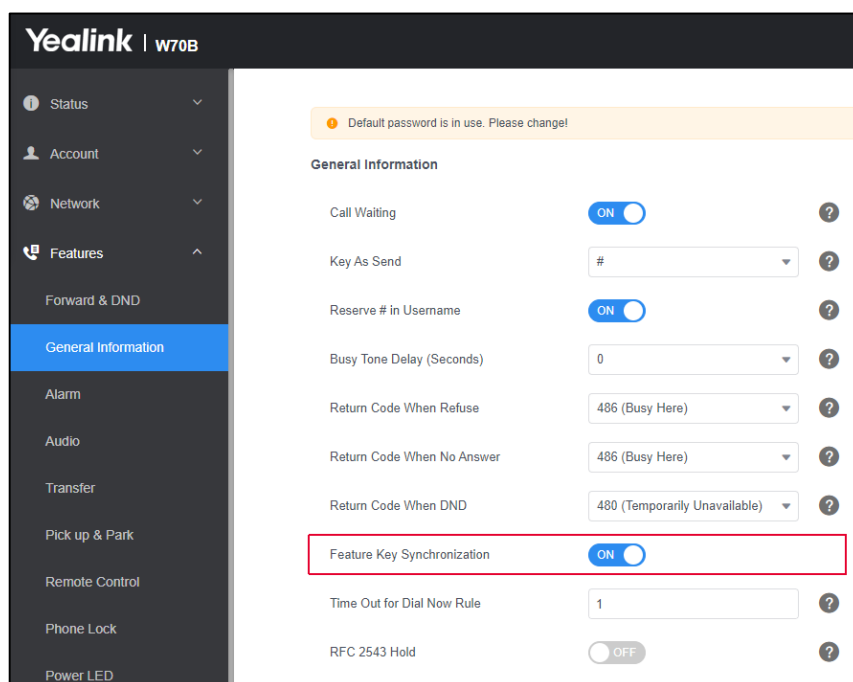 Yealink | W70B
Status
Account
Network
Features
Forward & DND
General Information
Alarm
Audio
Transfer
Pick up & Park
Remote Control
Phone Lock
Power LED
Default password is in use. Please change!
General Information
Call Waiting ON
Key As Send #
Reserve # in Username ON
Busy Tone Delay (Seconds) 0
Return Code When Refuse 486 (Busy Here)
Return Code When No Answer 486 (Busy Here)
Return Code When DND 480 (Temporarily Unavailable)
Feature Key Synchronization ON
Time Out for Dial Now Rule 1
RFC 2543 Hold OFF